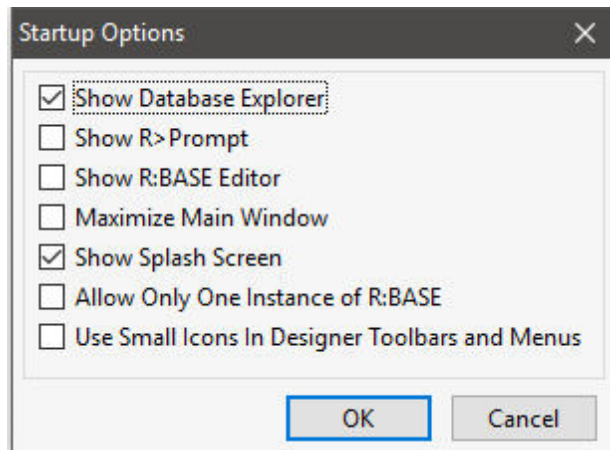 Startup Options
Show Database Explorer
Show R>Prompt
Show R:BASE Editor
Maximize Main Window
Show Splash Screen
Allow Only One Instance of R:BASE
Use Small Icons In Designer Toolbars and Menus
OK Cancel